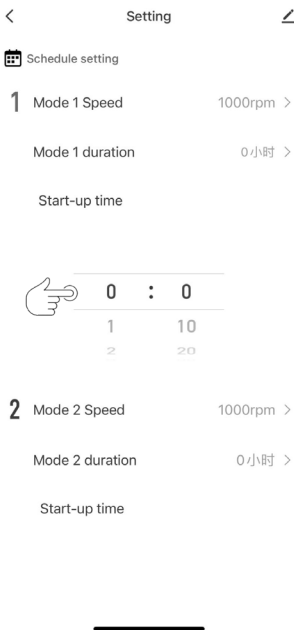 Setting
Schedule setting
1 Mode 1 Speed 1000rpm >
Mode 1 duration 0小时 >
Start-up time
0 : 0
1 10
2 20
2 Mode 2 Speed 1000rpm >
Mode 2 duration 0小时 >
Start-up time